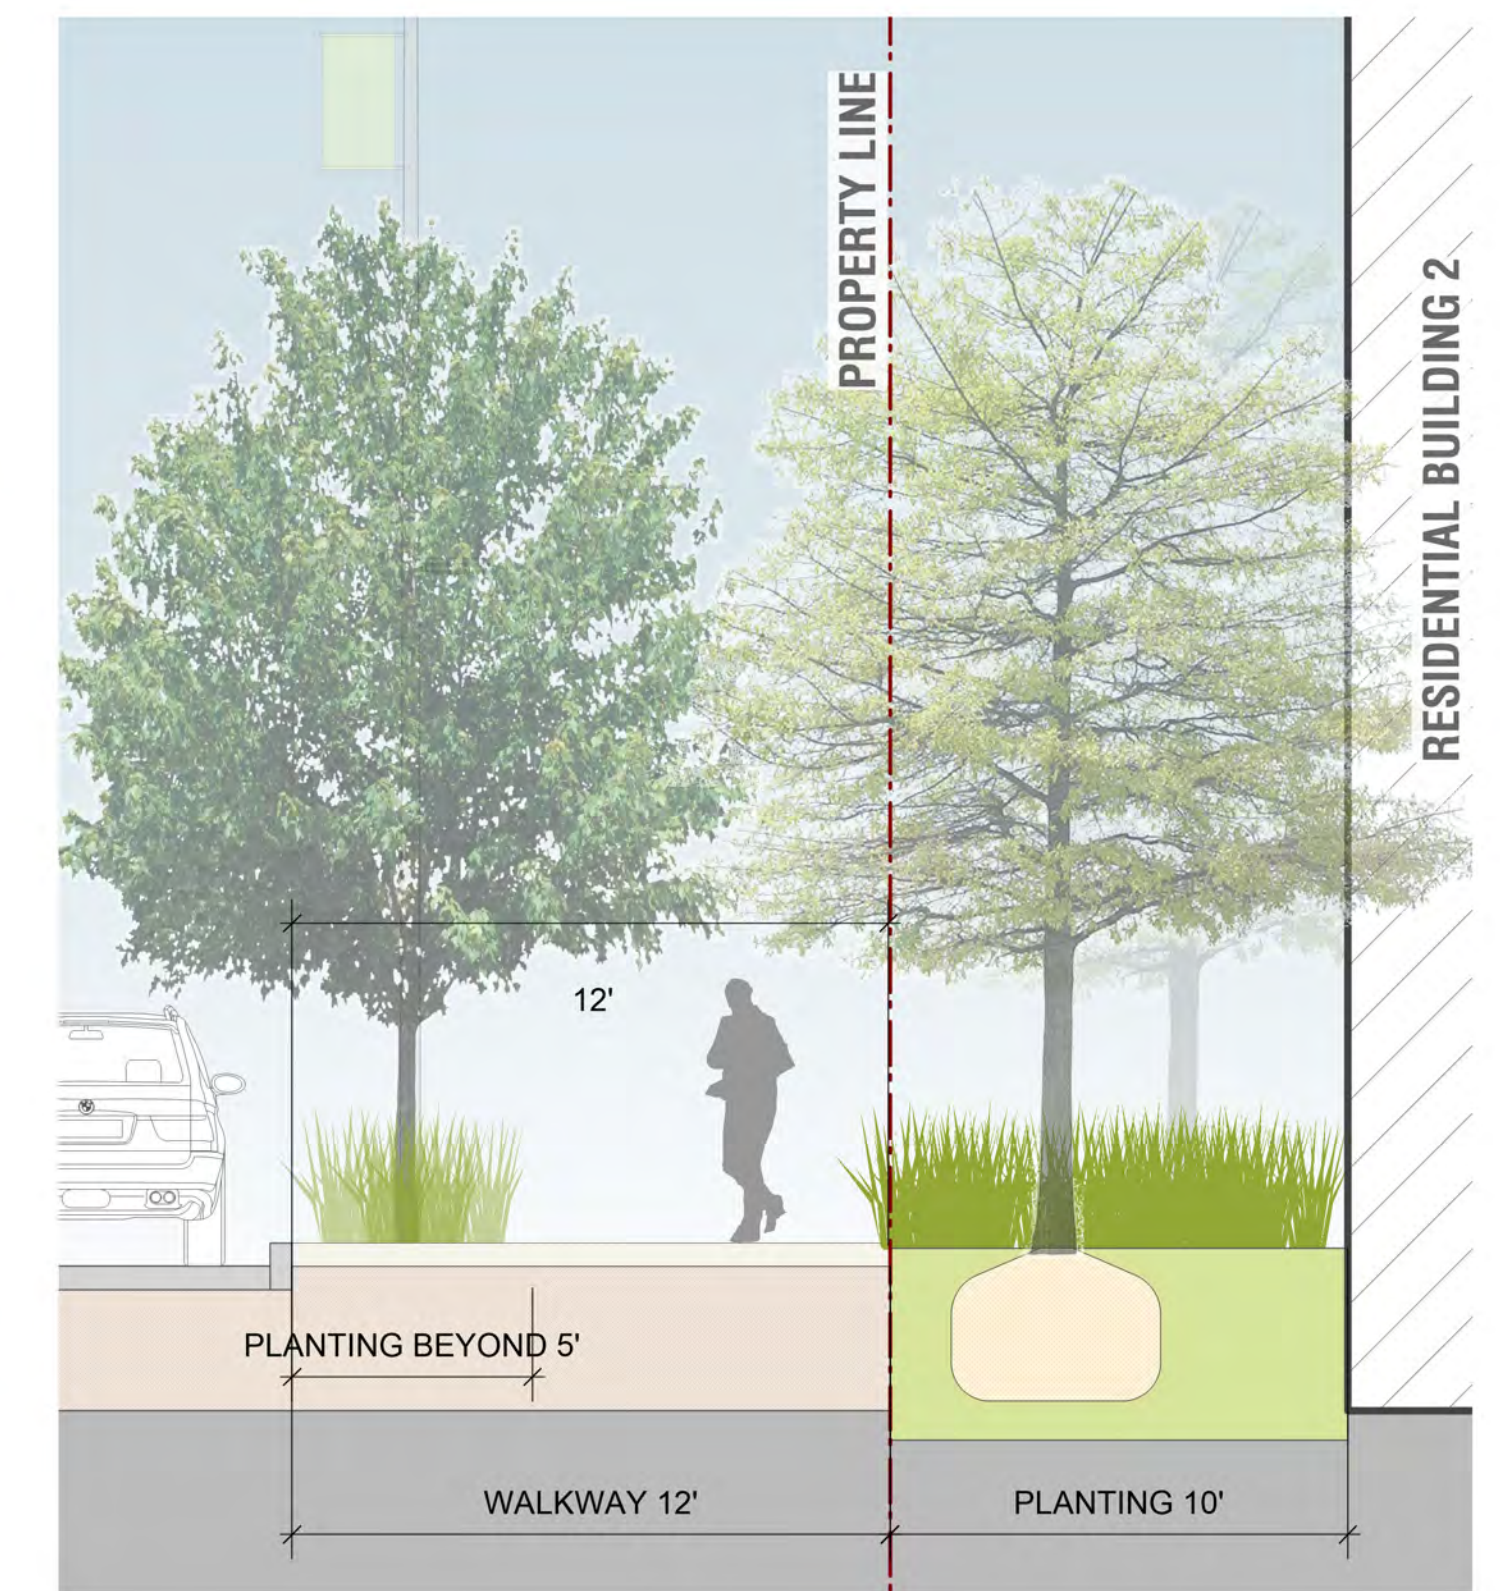 PROPERTY LINE
RESIDENTIAL BUILDING 2
12'
PLANTING BEYOND 5'
WALKWAY 12'
PLANTING 10'